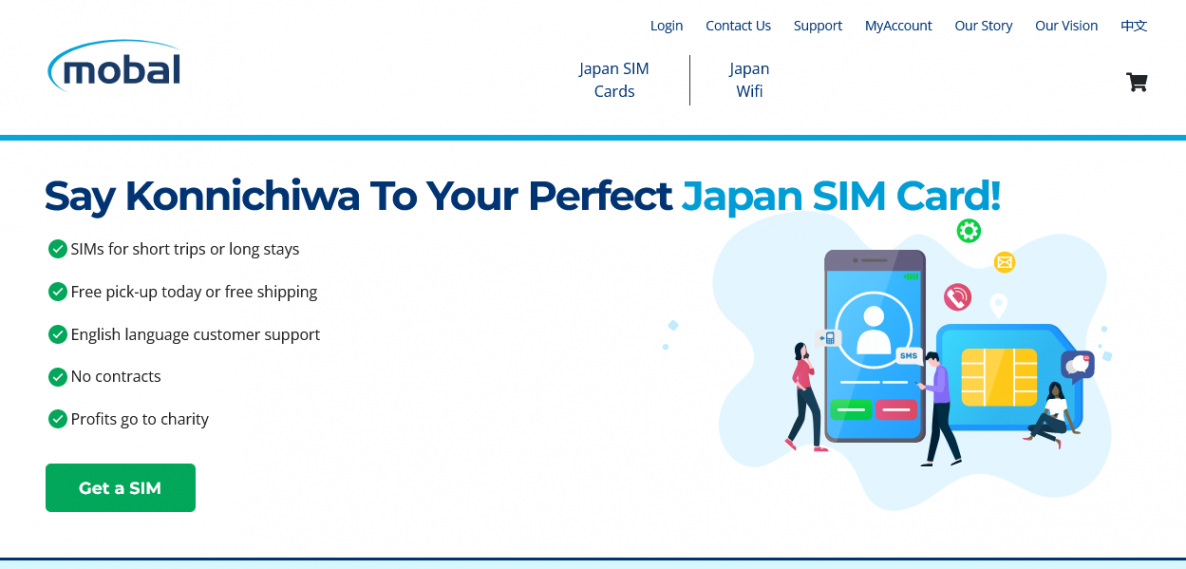 Login Contact Us Support MyAccount Our Story Our Vision 中文
mobal
Japan SIM
Cards
Japan
Wifi
Say Konnichiwa To Your Perfect Japan SIM Card!
SIMs for short trips or long stays
Free pick-up today or free shipping
English language customer support
No contracts
Profits go to charity
SMS
Get a SIM